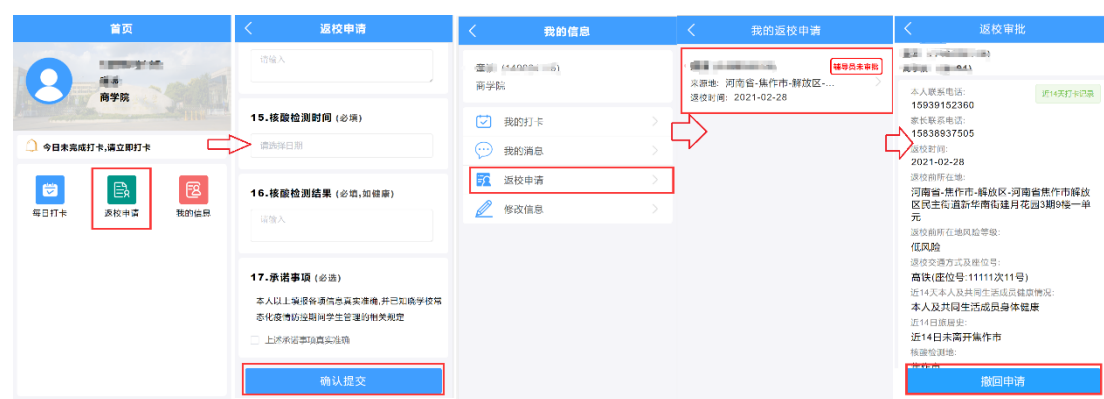 首页
商学院
今日未完成打卡,请立即打卡
每日打卡
返校申请
我的信息
返校申请
请输入
15.核酸检测时间 (必填)
请选择日期
16.核酸检测结果 (必填,如健康)
请输入
17.承诺事项 (必选)
本人以上填报各项信息真实准确,并已知晓学校常
态化疫情防控期间学生管理的相关规定
上述承诺事项真实准确
确认提交
我的信息
商学院
我的打卡
我的消息
返校申请
修改信息
我的返校申请
辅导员未审批
来源地: 河南省-焦作市-解放区-...
返校时间: 2021-02-28
返校审批
近14天打卡记录
本人联系电话:
15939152360
家长联系电话:
15838937505
返校时间:
2021-02-28
返校前所在地:
河南省-焦作市-解放区-河南省焦作市解放
区民主街道新华南街建月花园3期9楼一单
元
返校前所在地风险等级:
低风险
返校交通方式及座位号:
高铁(座位号:11111次11号)
近14天本人及共同生活成员健康情况:
本人及共同生活成员身体健康
近14日旅居史:
近14日未离开焦作市
核酸检测地:
撤回申请